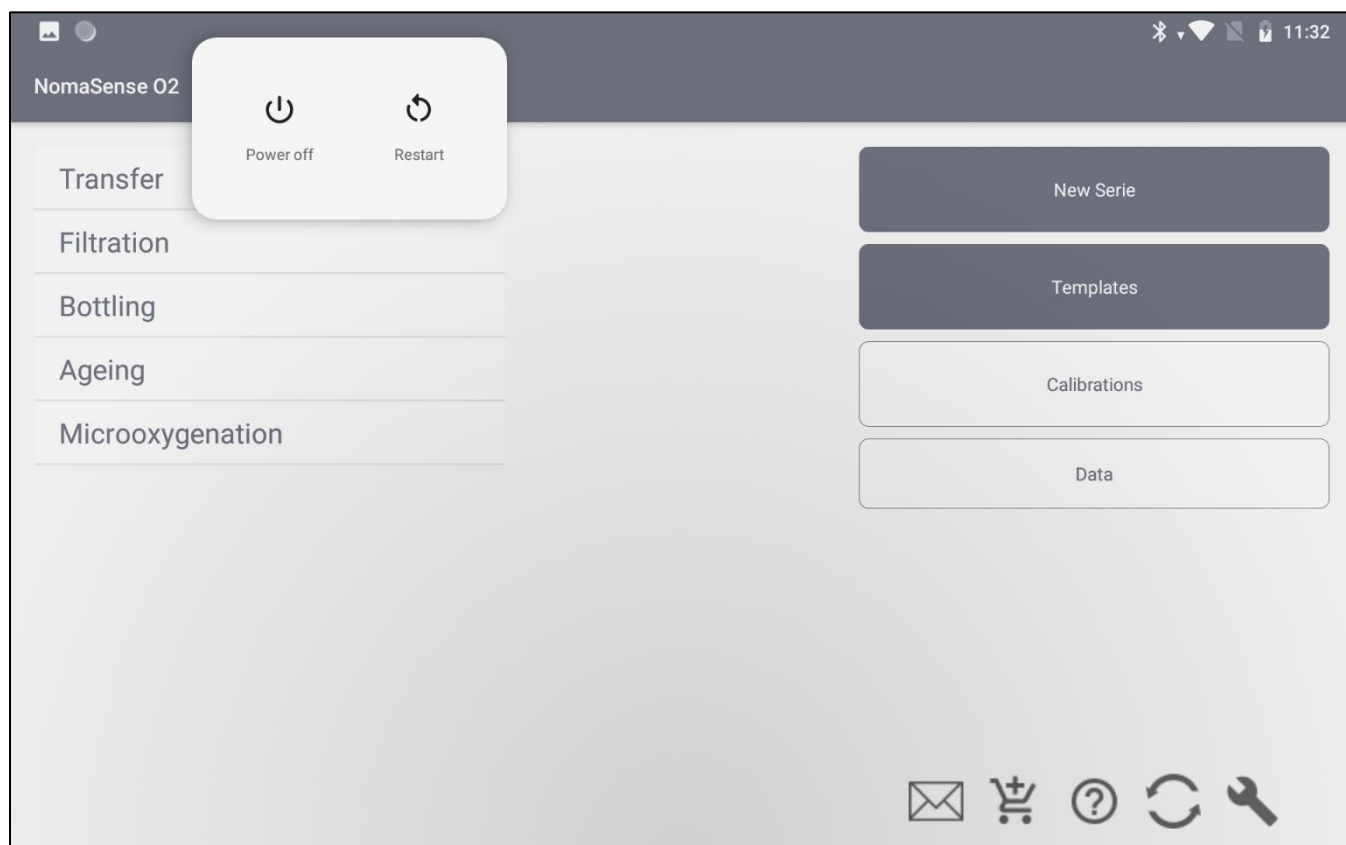 11:32
NomaSense O2
Power off
Restart
Transfer
Filtration
Bottling
Ageing
Microoxygenation
New Serie
Templates
Calibrations
Data